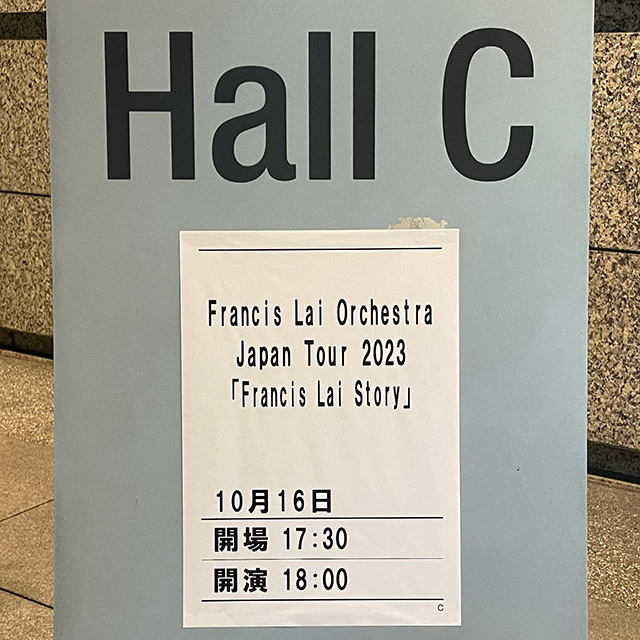 Hall C
Francis Lai Orchestra
Japan Tour 2023
「Francis Lai Story」
10月16日
開場 17:30
開演 18:00
C